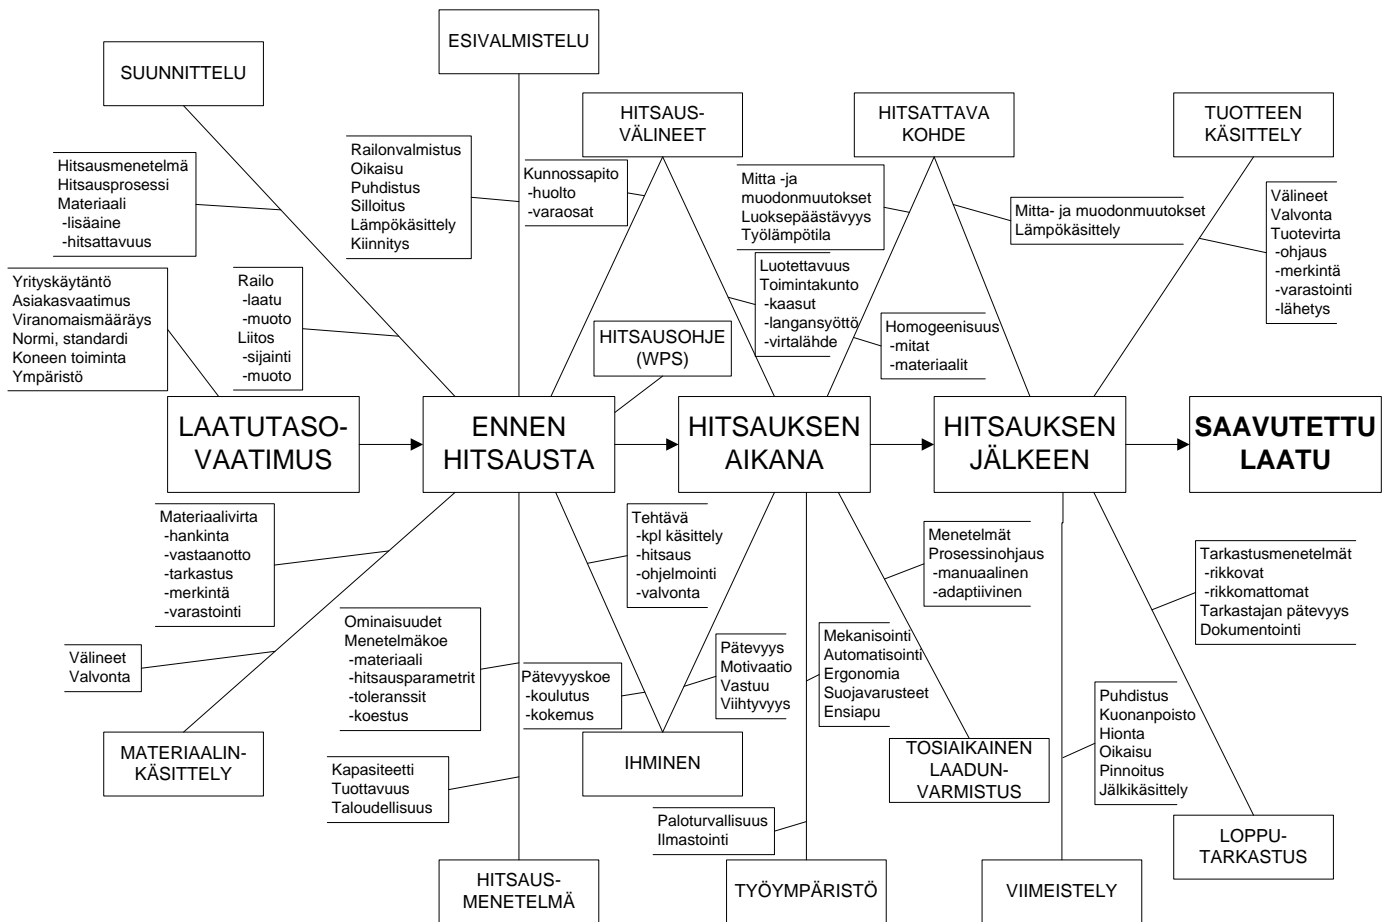 ESIVALMISTELU
SUUNNITTELU
HITSAUS-
VÄLINEET
HITSATTAVA
KOHDE
TUOTTEEN
KÄSITTELY
Hitsausmenetelmä
Hitsausprosessi
Materiaali
-lisäaine
-hitsattavuus
Railonvalmistus
Oikaisu
Puhdistus
Silloitus
Lämpökäsittely
Kiinnitys
Kunnossapito
-huolto
-varaosat
Mitta -ja
muodonmuutokset
Luoksepäästävyys
Työlämpötila
Mitta- ja muodonmuutokset
Lämpökäsittely
Välineet
Valvonta
Tuotevirta
-ohjaus
-merkintä
-varastointi
-lähetys
Yrityskäytäntö
Asiakasvaatimus
Viranomaismääräys
Normi, standardi
Koneen toiminta
Ympäristö
Railo
-laatu
-muoto
Liitos
-sijainti
-muoto
HITSAUSOHJE
(WPS)
Luotettavuus
Toimintakunto
-kaasut
-langansyöttö
-virtalähde
Homogeenisuus
-mitat
-materiaalit
LAATUTASO-
VAATIMUS
ENNEN
HITSAUSTA
HITSAUKSEN
AIKANA
HITSAUKSEN
JÄLKEEN
SAAVUTETTU
LAATU
Materiaalivirta
-hankinta
-vastaanotto
-tarkastus
-merkintä
-varastointi
Tehtävä
-kpl käsittely
-hitsaus
-ohjelmointi
-valvonta
Menetelmät
Prosessinohjaus
-manuaalinen
-adaptiivinen
Tarkastusmenetelmät
-rikkovat
-rikkomattomat
Tarkastajan pätevyys
Dokumentointi
Välineet
Valvonta
Ominaisuudet
Menetelmäkoe
-materiaali
-hitsausparametrit
-toleranssit
-koestus
Pätevyyskoe
-koulutus
-kokemus
Pätevyys
Motivaatio
Vastuu
Viihtyvyys
Mekanisointi
Automatisointi
Ergonomia
Suojavarusteet
Ensiapu
Puhdistus
Kuonanpoisto
Hionta
Oikaisu
Pinnoitus
Jälkikäsittely
MATERIAALIN-
KÄSITTELY
Kapasiteetti
Tuottavuus
Taloudellisuus
IHMINEN
TOSIAIKAINEN
LAADUN-
VARMISTUS
Paloturvallisuus
Ilmastointi
LOPPU-
TARKASTUS
HITSAUS-
MENETELMÄ
TYÖYMPÄRISTÖ
VIIMEISTELY